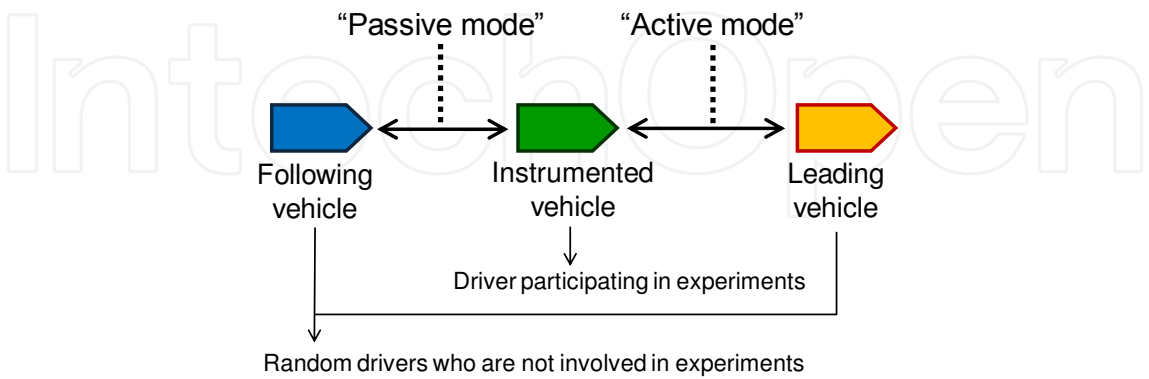 “Passive mode” “Active mode”
IntechOpen
Following
vehicle
Instrumented
vehicle
Leading
vehicle
Driver participating in experiments
Random drivers who are not involved in experiments